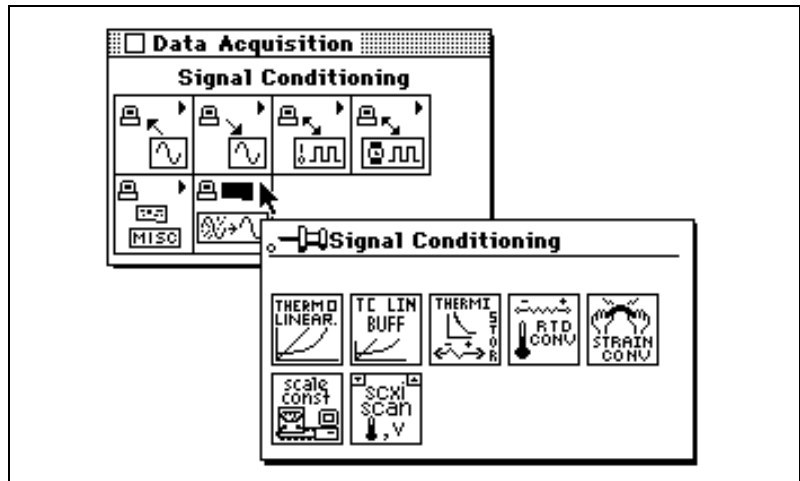 Data Acquisition
Signal Conditioning
MISC
Signal Conditioning
THERMO
LINEAR.
TC LIN
BUFF
THERMI
STOR
RTD
CONV
STRAIN
CONV
scale
const
scxi
scan
,V